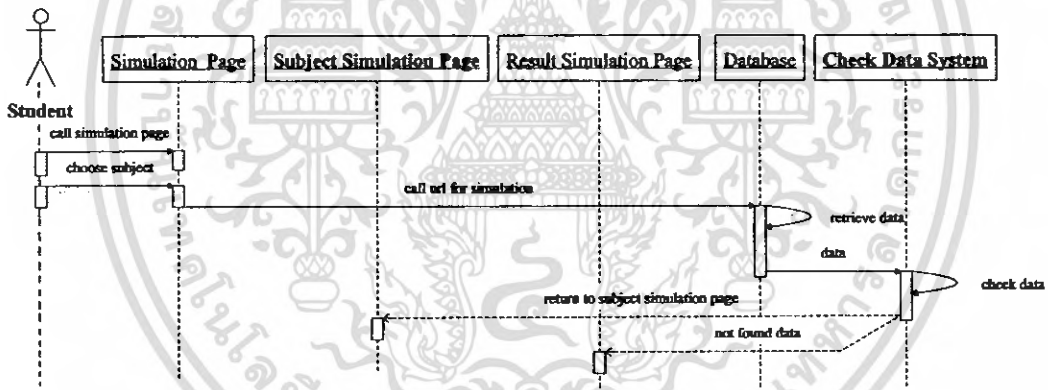 Simulation Page
Subject Simulation Page
Result Simulation Page
Database
Check Data System
Student
call simulation page
choose subject
call url for simulation
retrieve data
data
check data
return to subject simulation page
not found data